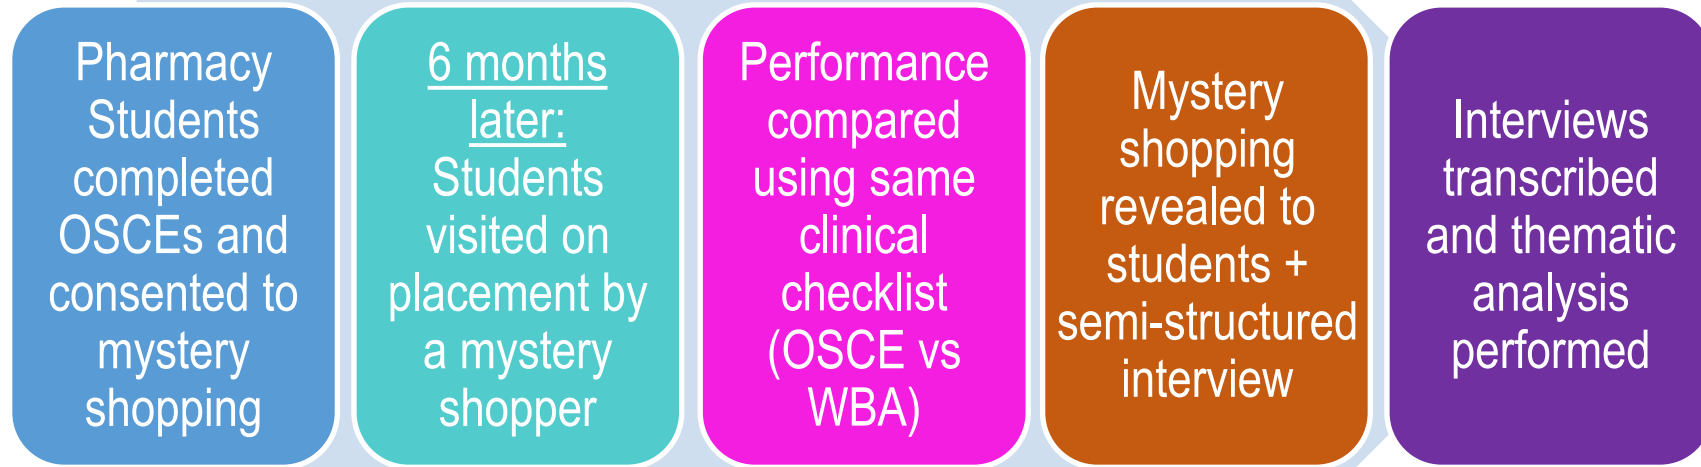 Pharmacy
Students
completed
OSCEs and
consented to
mystery
shopping
6 months
later:
Students
visited on
placement by
a mystery
shopper
Performance
compared
using same
clinical
checklist
(OSCE vs
WBA)
Mystery
shopping
revealed to
students +
semi-structured
interview
Interviews
transcribed
and thematic
analysis
performed